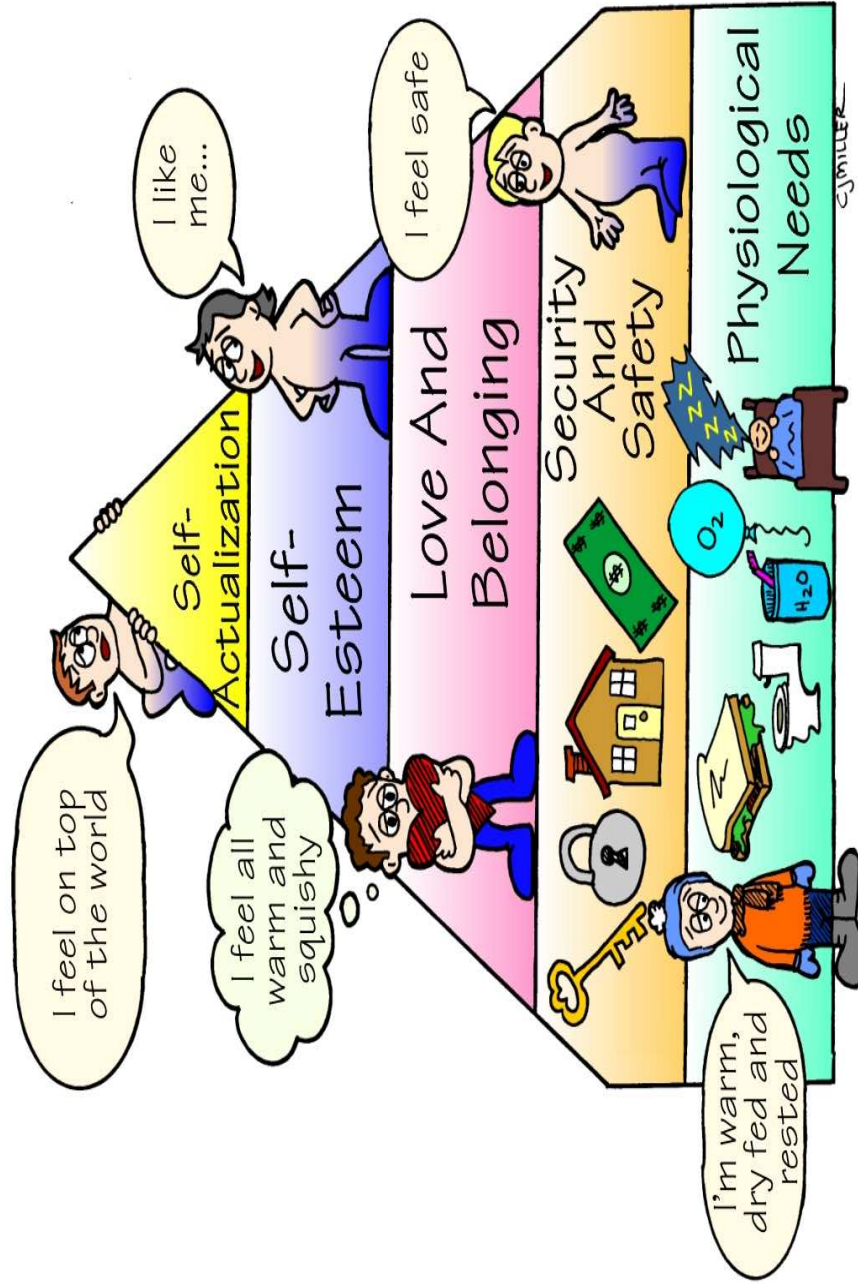 I feel on top
of the world
I like
me...
Self-
Actualization
I feel all
warm and
squishy
Self-
Esteem
I feel safe
Love And
Belonging
Security
And
Safety
$ $
$
$ $
I'm warm,
dry fed and
rested
O2
H2O
z z z z
Physiological
Needs
CJMILLER